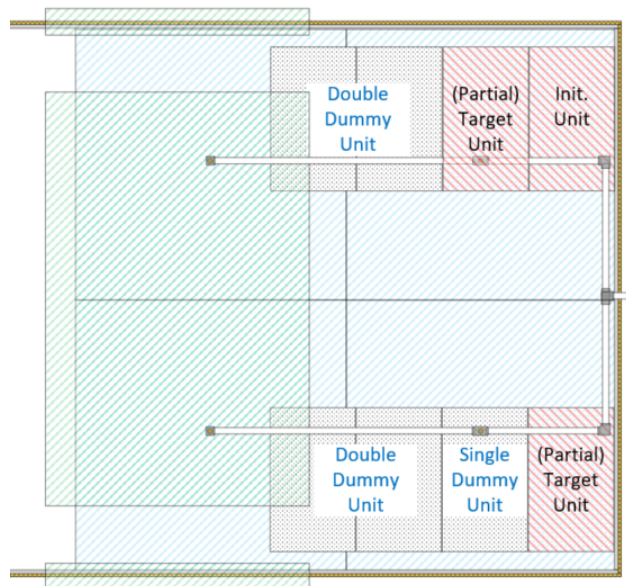 Double
Dummy
Unit
(Partial)
Target
Unit
Init.
Unit
Double
Dummy
Unit
Single
Dummy
Unit
(Partial)
Target
Unit